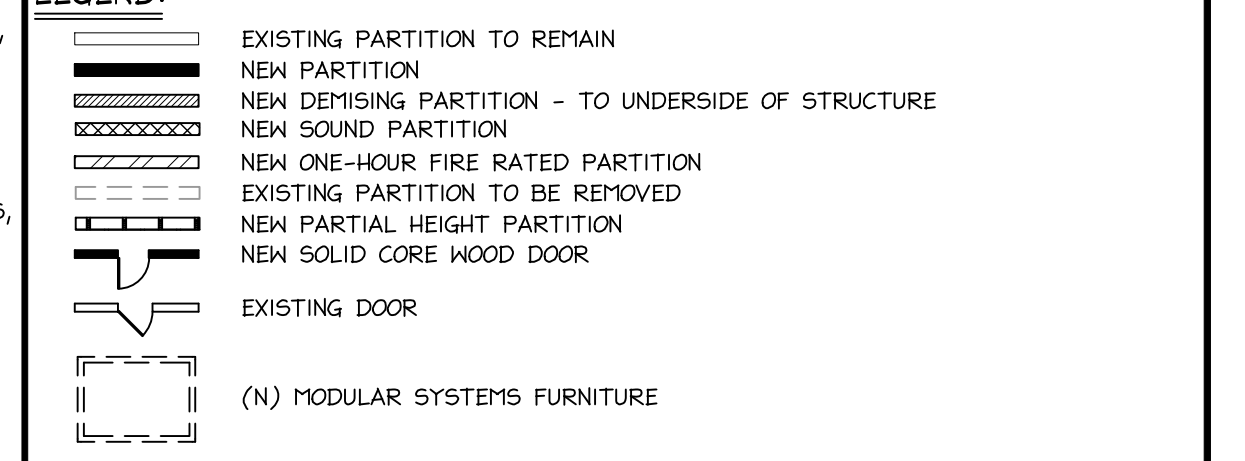 LEGEND:
EXISTING PARTITION TO REMAIN
NEW PARTITION
NEW DEMISING PARTITION - TO UNDERSIDE OF STRUCTURE
NEW SOUND PARTITION
NEW ONE-HOUR FIRE RATED PARTITION
EXISTING PARTITION TO BE REMOVED
NEW PARTIAL HEIGHT PARTITION
NEW SOLID CORE WOOD DOOR
EXISTING DOOR
(N) MODULAR SYSTEMS FURNITURE